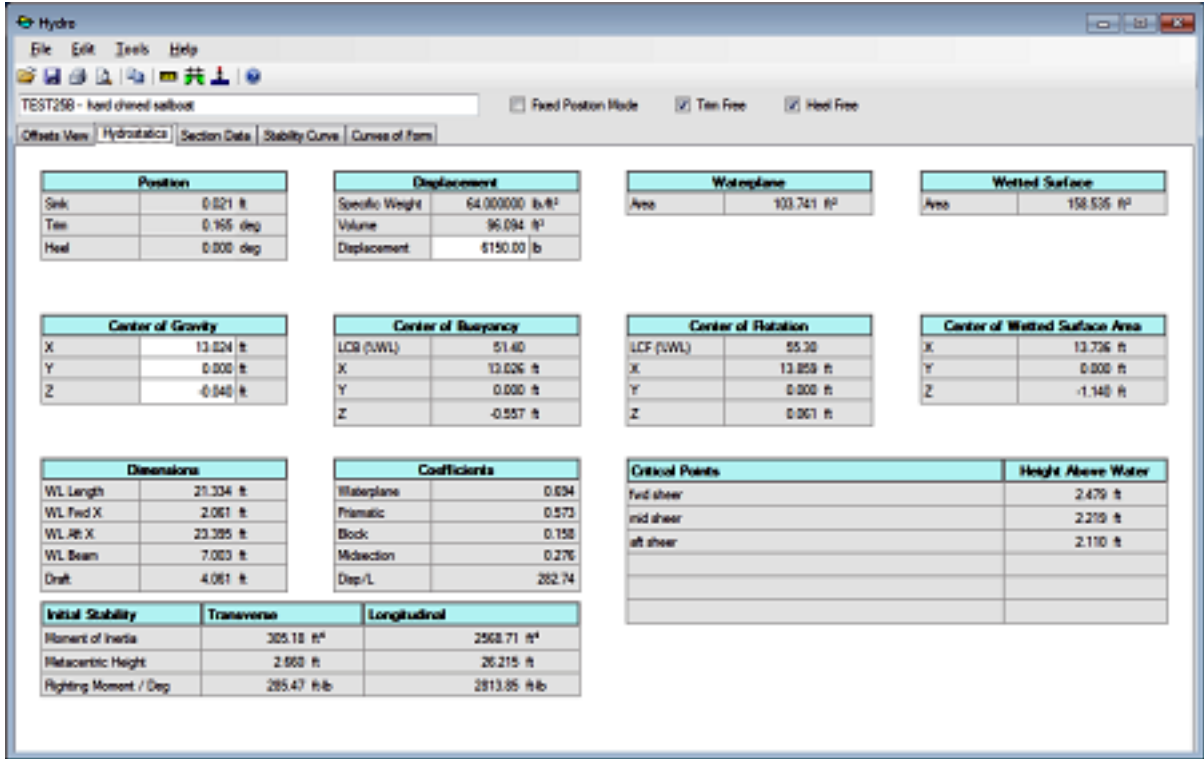 Hydro
File Edit Tools Help
TEST25B - hard chined sailboat Fixed Position Mode Trim Free Heel Free
Offsets View Hydrostatics Section Data Stability Curve Curves of Form
Position
Sink 0.021 ft
Trim 0.165 deg
Heel 0.000 deg
Displacement
Specific Weight 64.000000 lb/ft³
Volume 96.094 ft³
Displacement 6150.00 lb
Waterplane
Area 103.741 ft²
Wetted Surface
Area 158.535 ft²
Center of Gravity
X 13.024 ft
Y 0.000 ft
Z -0.040 ft
Center of Buoyancy
LCB (%WL) 51.40
X 13.026 ft
Y 0.000 ft
Z -0.557 ft
Center of Flotation
LCF (%WL) 55.30
X 13.859 ft
Y 0.000 ft
Z 0.061 ft
Center of Wetted Surface Area
X 13.736 ft
Y 0.000 ft
Z -1.140 ft
Dimensions
WL Length 21.334 ft
WL Fwd X 2.061 ft
WL Aft X 23.395 ft
WL Beam 7.003 ft
Draft 4.061 ft
Coefficients
Waterplane 0.694
Prismatic 0.573
Block 0.158
Midsection 0.276
Disp/L 282.74
Critical Points Height Above Water
fwd sheer 2.479 ft
mid sheer 2.219 ft
aft sheer 2.110 ft
Initial Stability Transverse Longitudinal
Moment of Inertia 305.18 ft⁴ 2568.71 ft⁴
Metacentric Height 2.660 ft 26.215 ft
Righting Moment / Deg 285.47 ft-lb 2813.85 ft-lb